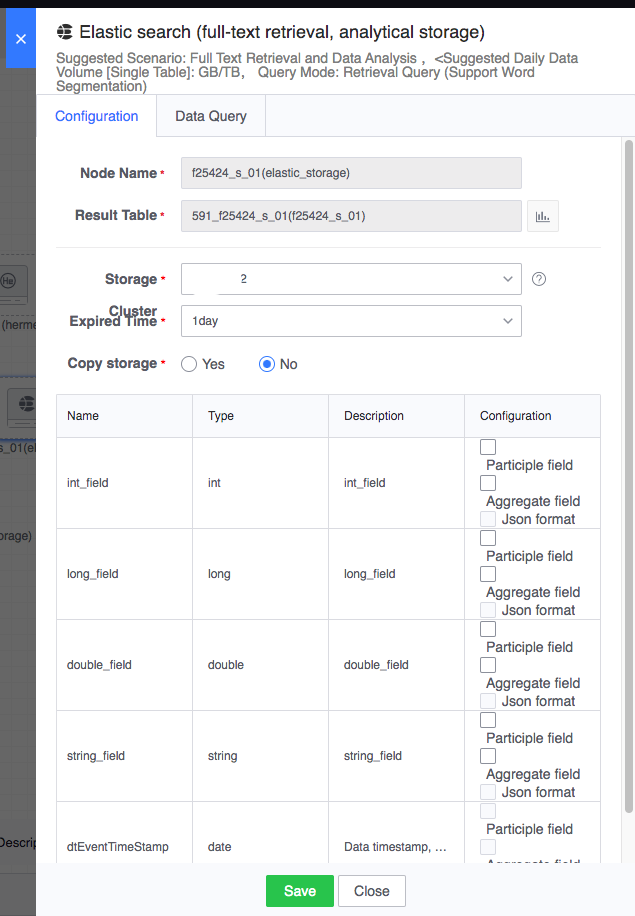 Elastic search (full-text retrieval, analytical storage)
Suggested Scenario: Full Text Retrieval and Data Analysis , <Suggested Daily Data
Volume [Single Table]: GB/TB, Query Mode: Retrieval Query (Support Word
Segmentation)
Configuration
Data Query
Node Name *
f25424_s_01(elastic_storage)
Result Table *
591_f25424_s_01(f25424_s_01)
Storage *
2
Cluster
Expired Time *
1day
Copy storage *
Yes
No
Name Type Description Configuration
int_field int int_field
Participle field
Aggregate field
Json format
long_field long long_field
Participle field
Aggregate field
Json format
double_field double double_field
Participle field
Aggregate field
Json format
string_field string string_field
Participle field
Aggregate field
Json format
dtEventTimeStamp date Data timestamp, ...
Participle field
Aggregate field
Save
Close
He
(herme
s_01(el
orage)
Descrip